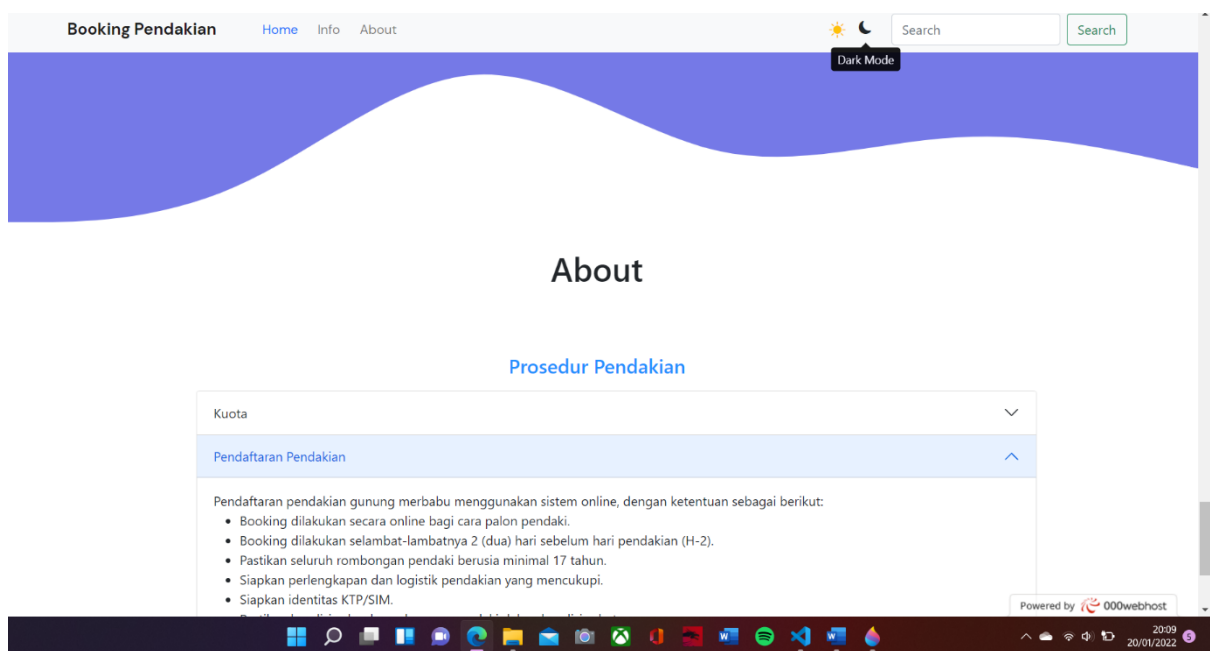 Booking Pendakian Home Info About Search Search
Dark Mode
About
Prosedur Pendakian
Kuota
Pendaftaran Pendakian
Pendaftaran pendakian gunung merbabu menggunakan sistem online, dengan ketentuan sebagai berikut:
• Booking dilakukan secara online bagi cara palon pendaki.
• Booking dilakukan selambat-lambatnya 2 (dua) hari sebelum hari pendakian (H-2).
• Pastikan seluruh rombongan pendaki berusia minimal 17 tahun.
• Siapkan perlengkapan dan logistik pendakian yang mencukupi.
• Siapkan identitas KTP/SIM.
Powered by 000webhost
20:09
20/01/2022 5